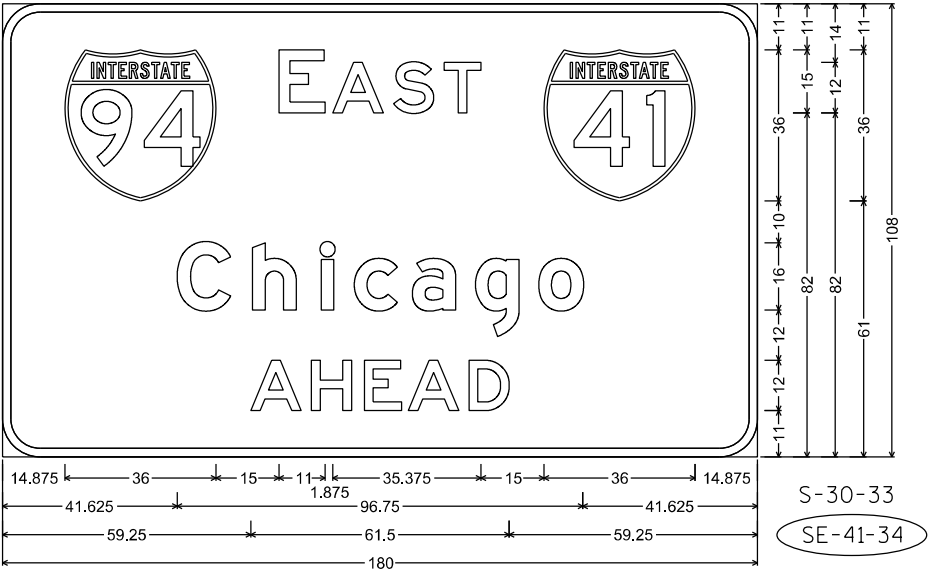 INTERSTATE 94 EAST INTERSTATE 41
Chicago
AHEAD
11 11 14 11
36 15 12 36
10
16 82 82 61 108
12
12
11
14.875 36 15 11 1.875 35.375 15 36 14.875
41.625 96.75 41.625
59.25 61.5 59.25
180
S-30-33
SE-41-34